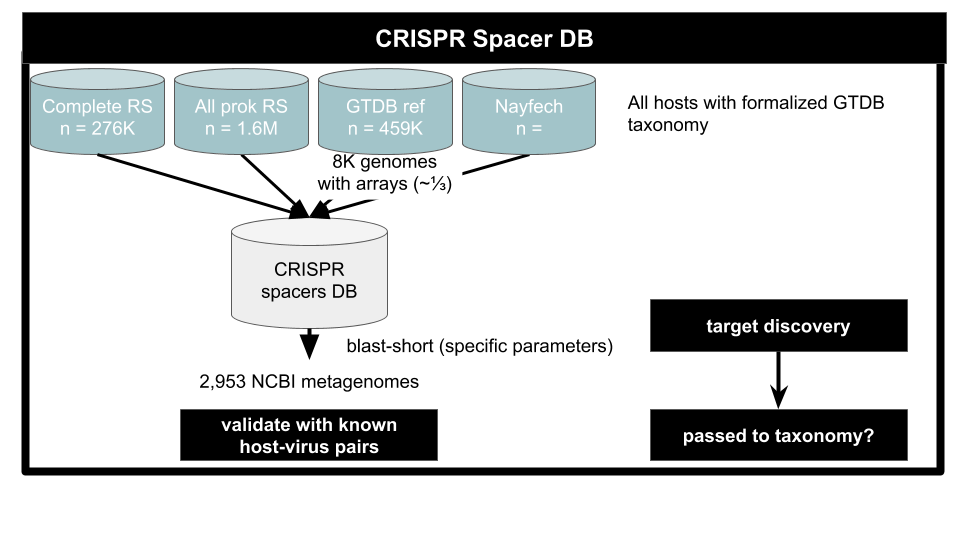 CRISPR Spacer DB
Complete RS
n = 276K
All prok RS
n = 1.6M
GTDB ref
n = 459K
Nayfech
n =
All hosts with formalized GTDB
taxonomy
8K genomes
with arrays (~⅓)
CRISPR
spacers DB
blast-short (specific parameters)
2,953 NCBI metagenomes
validate with known
host-virus pairs
target discovery
passed to taxonomy?